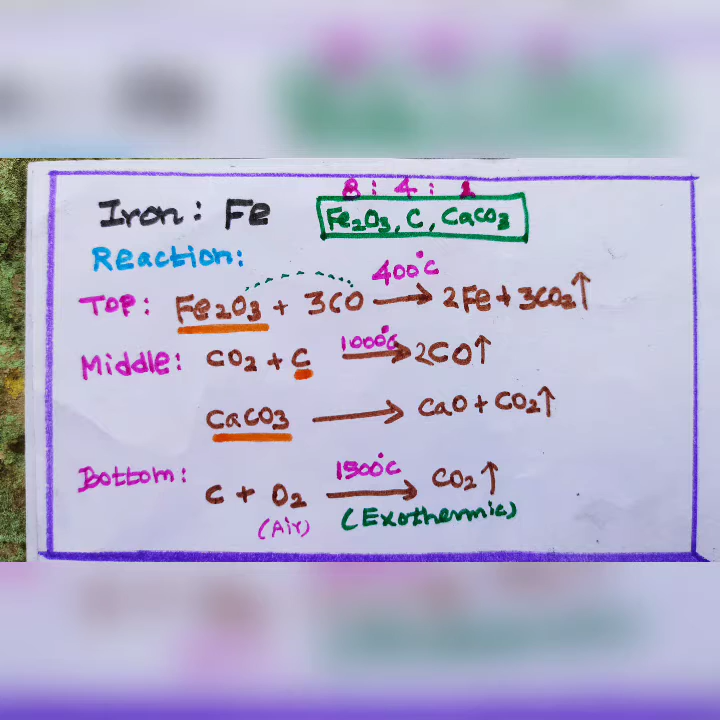 8 : 4 : 1
Iron: Fe
Fe₂O₃, C, CaCO₃
Reaction:
Top: Fe₂O₃ + 3CO 400°C → 2Fe + 3CO₂↑
Middle: CO₂ + C 1000°C → 2CO↑
CaCO₃ → CaO + CO₂↑
Bottom: C + O₂ 1500°C → CO₂↑
(Air) (Exothermic)